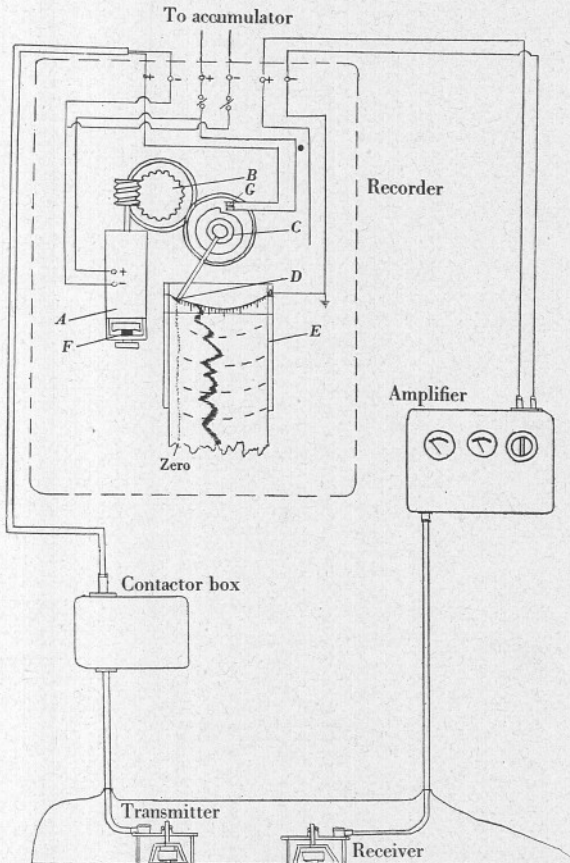 To accumulator
+ - + - + -
B
G
Recorder
C
+
-
D
A
E
F
Amplifier
Zero
Contactor box
Transmitter
Receiver